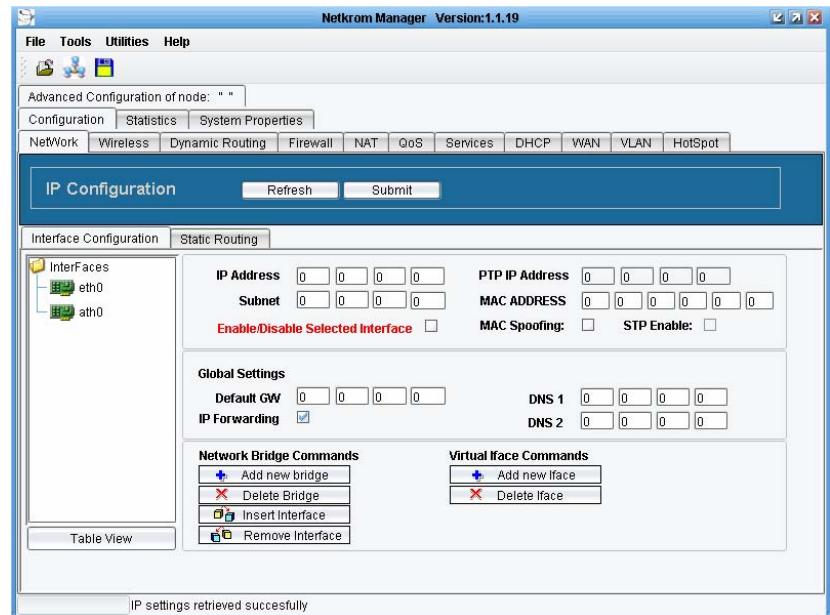 Netkrom Manager Version:1.1.19
File Tools Utilities Help
Advanced Configuration of node: " "
Configuration Statistics System Properties
NetWork Wireless Dynamic Routing Firewall NAT QoS Services DHCP WAN VLAN HotSpot
IP Configuration Refresh Submit
Interface Configuration Static Routing
InterFaces
eth0
ath0
Table View
IP Address 0 0 0 0 PTP IP Address 0 0 0 0
Subnet 0 0 0 0 MAC ADDRESS 0 0 0 0 0 0
Enable/Disable Selected Interface MAC Spoofing: STP Enable:
Global Settings
Default GW 0 0 0 0 DNS 1 0 0 0 0
IP Forwarding DNS 2 0 0 0 0
Network Bridge Commands Virtual Iface Commands
Add new bridge Add new Iface
Delete Bridge Delete Iface
Insert Interface
Remove Interface
IP settings retrieved succesfully